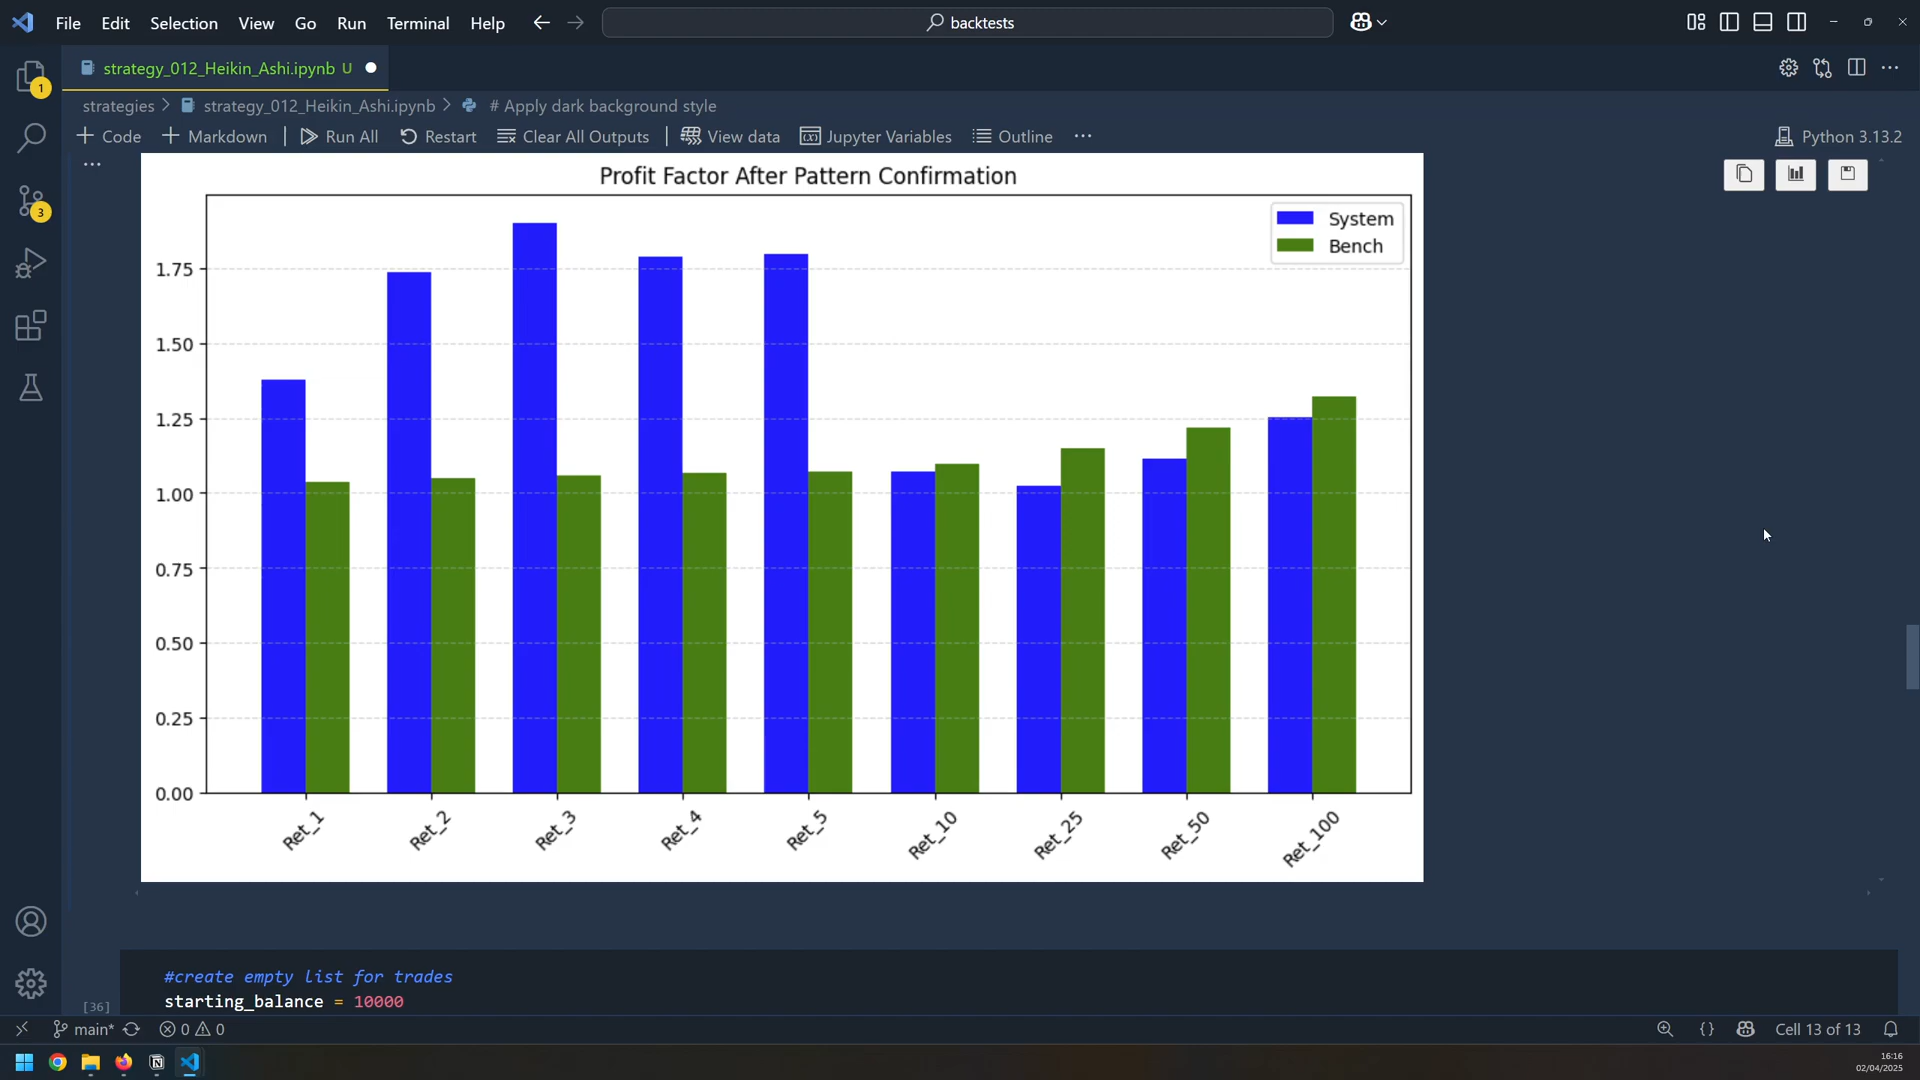 File Edit Selection View Go Run Terminal Help backtests
strategy_012_Heikin_Ashi.ipynb U
strategies > strategy_012_Heikin_Ashi.ipynb > # Apply dark background style
+ Code + Markdown Run All Restart Clear All Outputs View data Jupyter Variables Outline ... Python 3.13.2
1
3
Profit Factor After Pattern Confirmation
System
Bench
1.75
1.50
1.25
1.00
0.75
0.50
0.25
0.00
Ret_1 Ret_2 Ret_3 Ret_4 Ret_5 Ret_10 Ret_25 Ret_50 Ret_100
#create empty list for trades
starting_balance = 10000
[36]
main* 0 0 {} Cell 13 of 13
16:16
02/04/2025